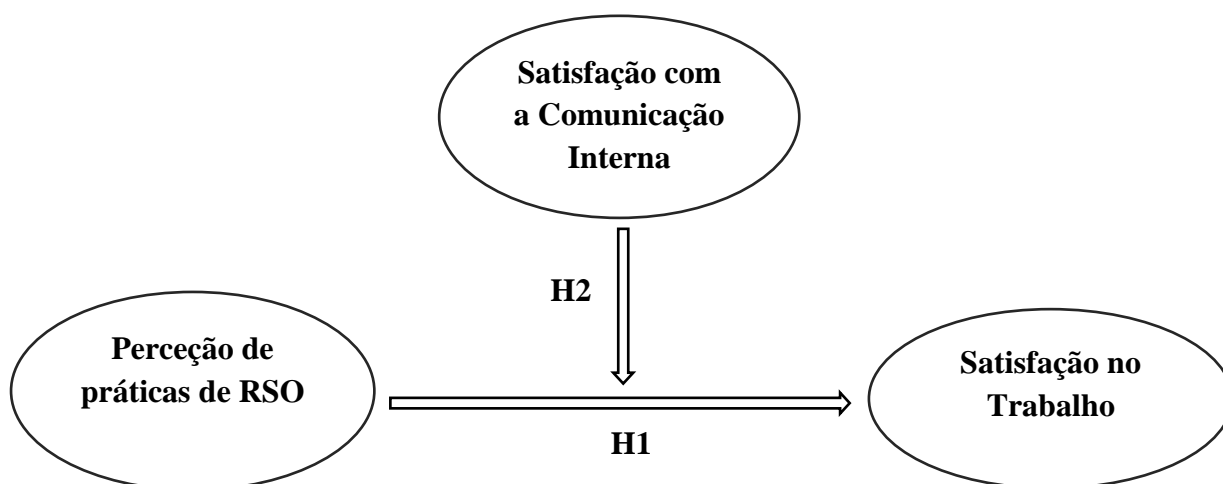 Satisfação com
a Comunicação
Interna
H2
Perceção de
práticas de RSO
Satisfação no
Trabalho
H1